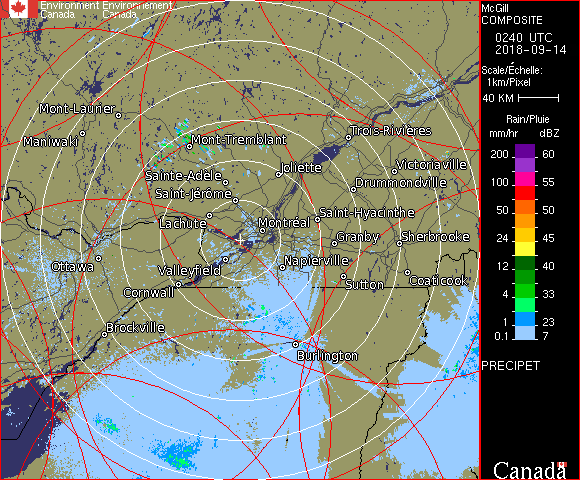 Environment Environnement
Canada Canada
McGill
COMPOSITE
0240 UTC
2018-09-14
Scale/Échelle:
1km/Pixel
40 KM
Rain/Pluie
mm/hr dBZ
200 60
100 55
50 50
24 45
12 40
4 33
1 23
0.1 7
PRECIPET
Canada
Mont-Laurier
Maniwaki
Mont-Tremblant
Trois-Rivières
Sainte-Adèle
Joliette
Victoriaville
Saint-Jérôme
Drummondville
Lachute
Montréal
Saint-Hyacinthe
Granby
Sherbrooke
Ottawa
Valleyfield
Napierville
Cornwall
Sutton
Coaticook
Brockville
Burlington